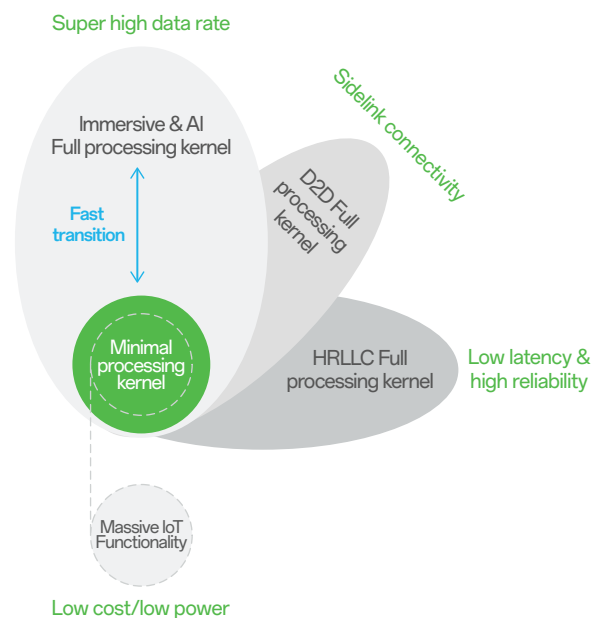 Super high data rate
Immersive & AI
Full processing kernel
Fast
transition
Sidelink connectivity
D2D Full
processing
kernel
Minimal
processing
kernel
HRLLC Full
processing kernel
Low latency &
high reliability
Massive IoT
Functionality
Low cost/low power